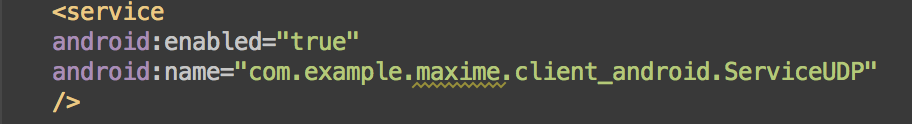 <service
android:enabled="true"
android:name="com.example.maxime.client_android.ServiceUDP"
/>